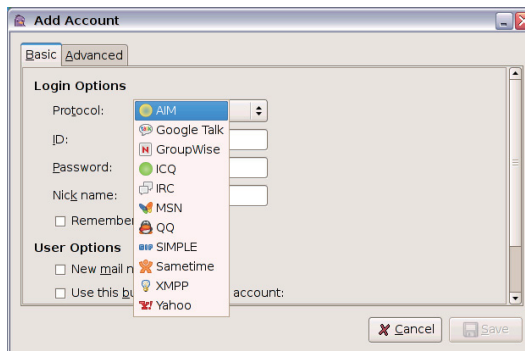 Add Account
Basic Advanced
Login Options
Protocol: AIM
Google Talk
ID:
GroupWise
Password: ICQ
IRC
Nick name: MSN
Remember QQ
User Options SIMPLE
New mail n Sametime
XMPP
Use this bu account:
Yahoo
Cancel Save